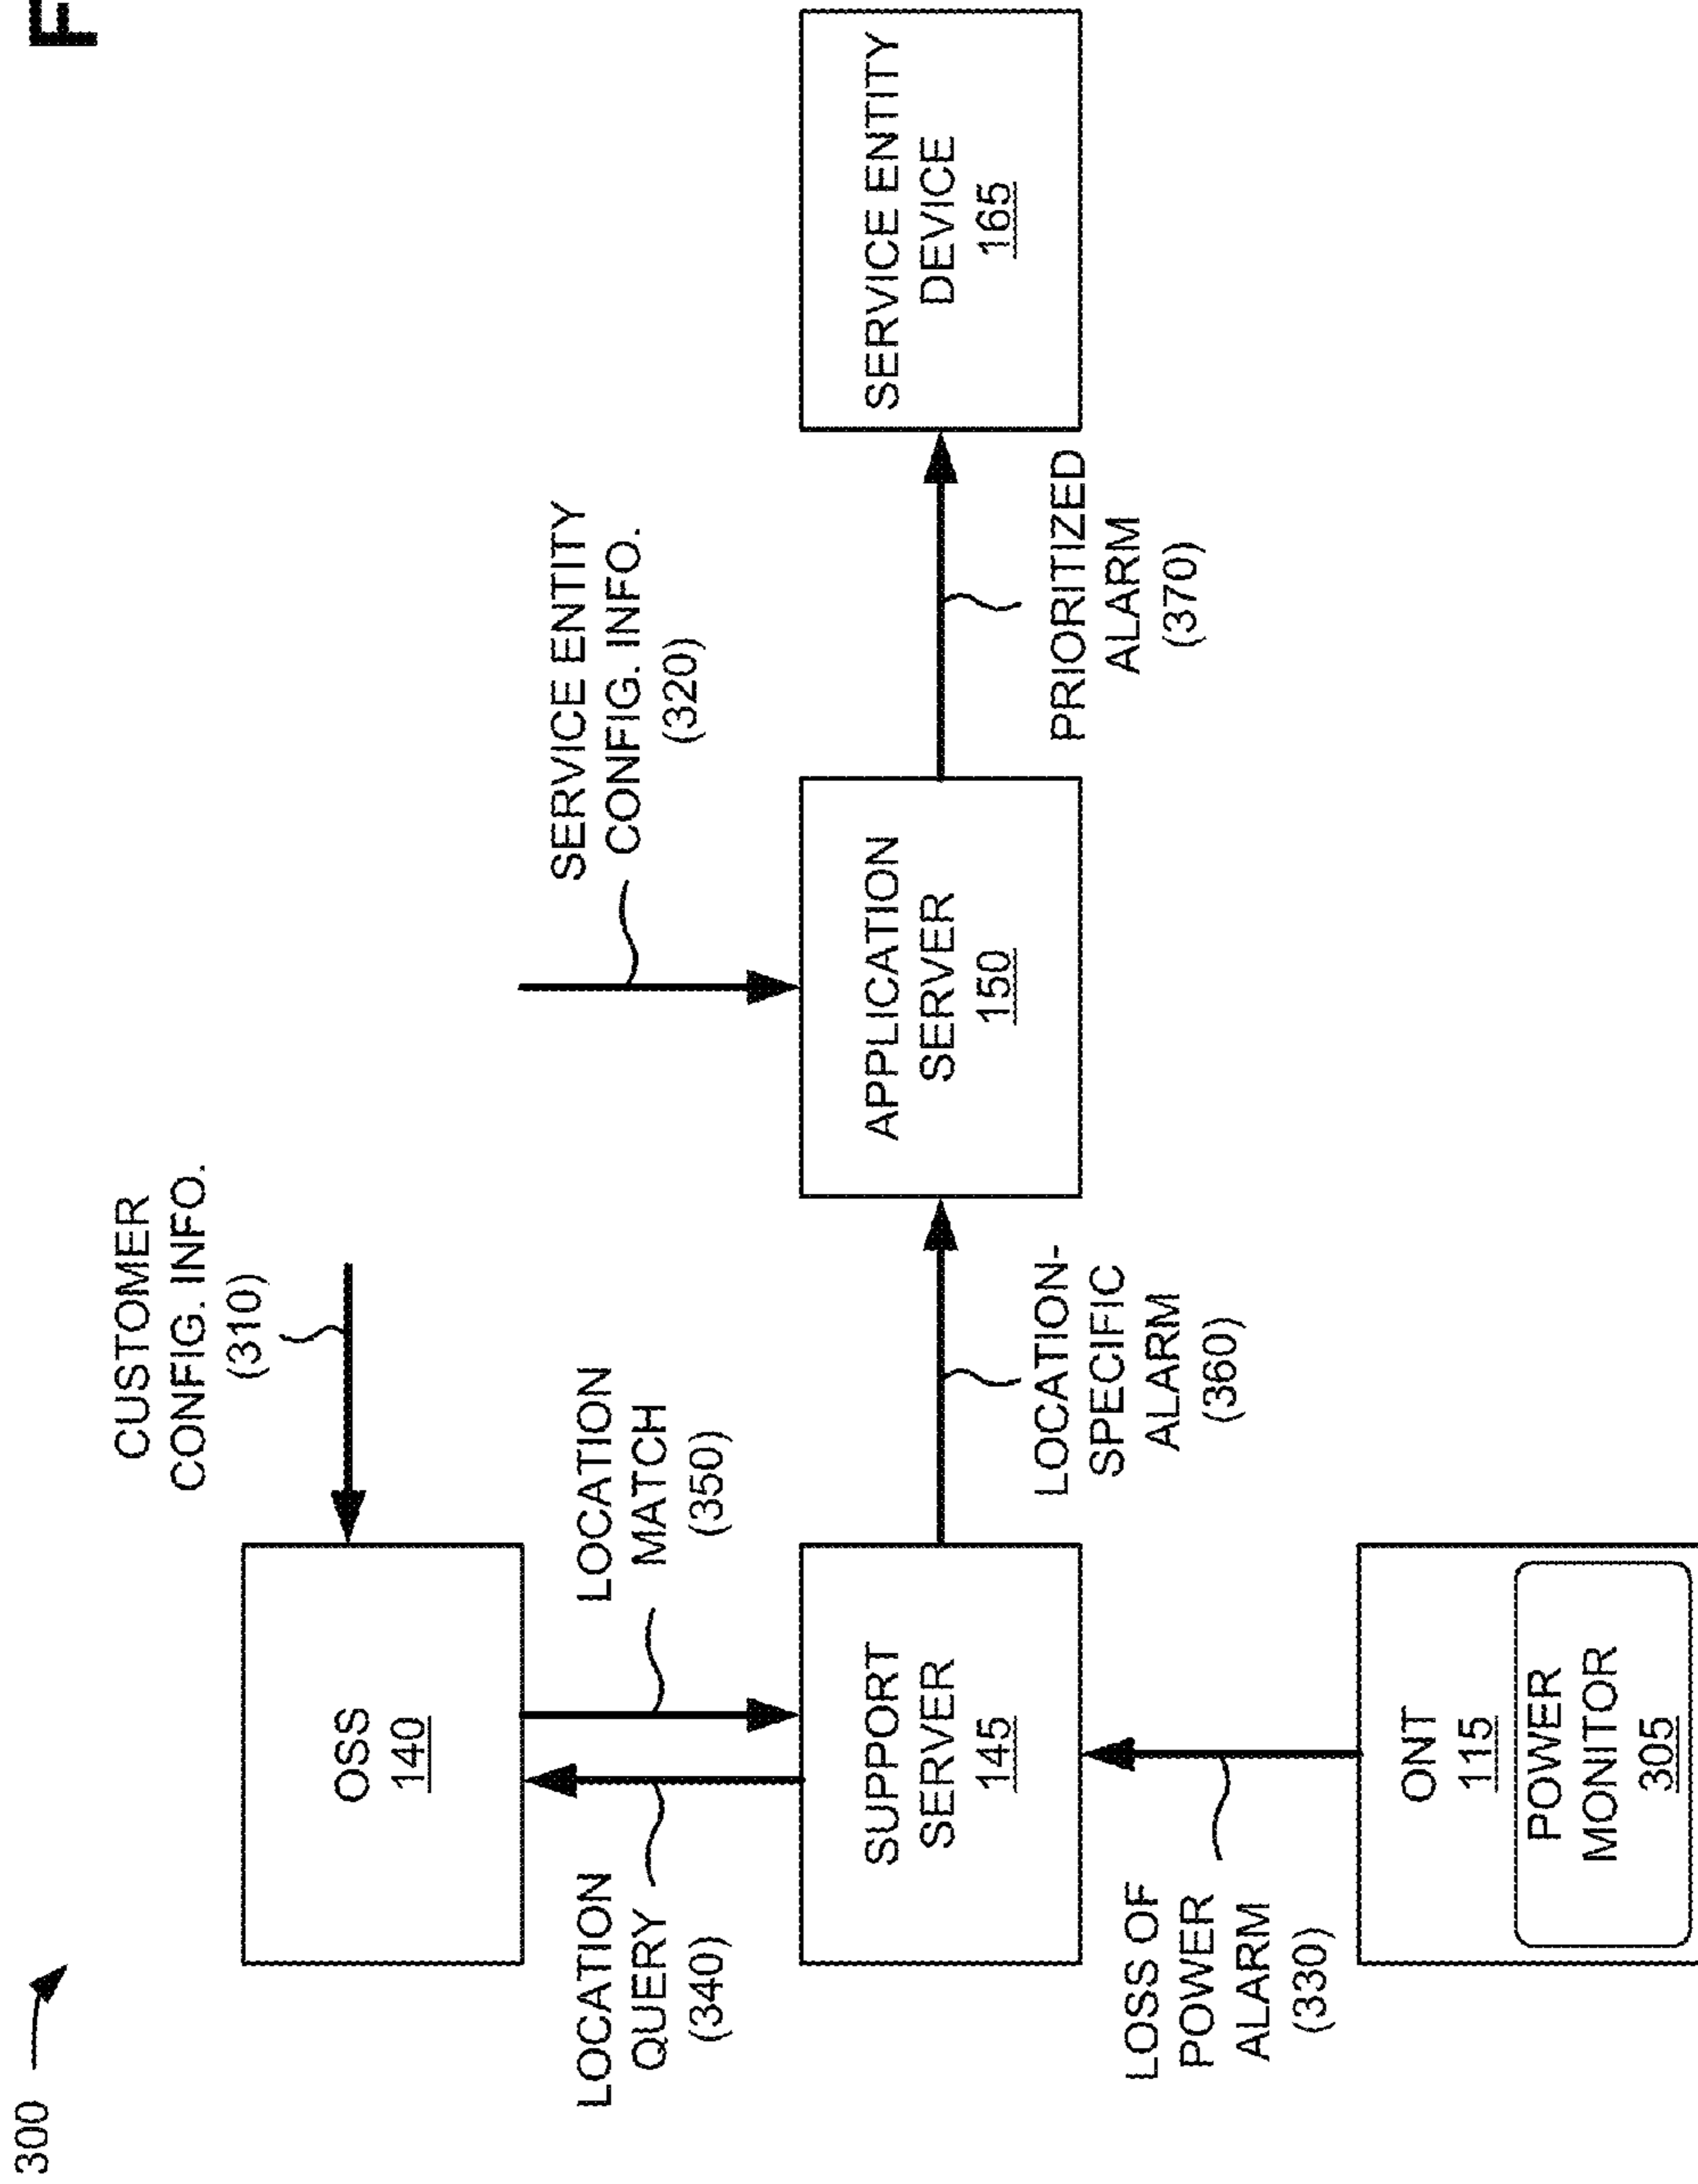 300
CUSTOMER
CONFIG. INFO.
(310)
OSS
140
LOCATION
QUERY
(340)
LOCATION
MATCH
(350)
SERVICE ENTITY
CONFIG. INFO.
(320)
SUPPORT
SERVER
145
LOCATION-
SPECIFIC
ALARM
(360)
APPLICATION
SERVER
150
PRIORITIZED
ALARM
(370)
SERVICE ENTITY
DEVICE
165
LOSS OF
POWER
ALARM
(330)
ONT
115
POWER
MONITOR
305